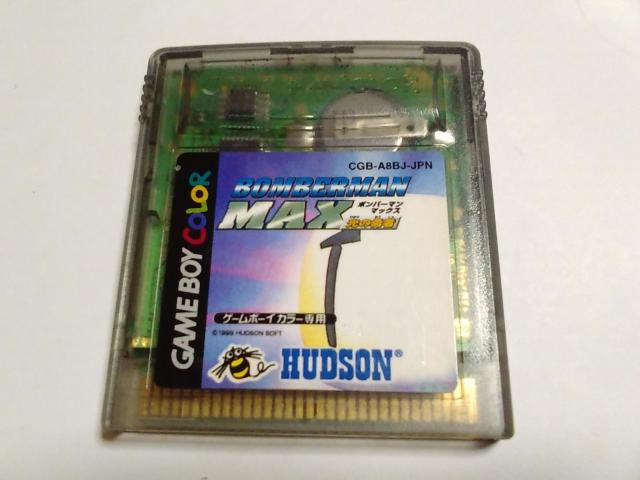 CGB-A8BJ-JPN
BOMBERMAN
MAX
ボンバーマン
マックス
GAME BOY COLOR
ゲームボーイカラー専用
©1999 HUDSON SOFT
HUDSON®